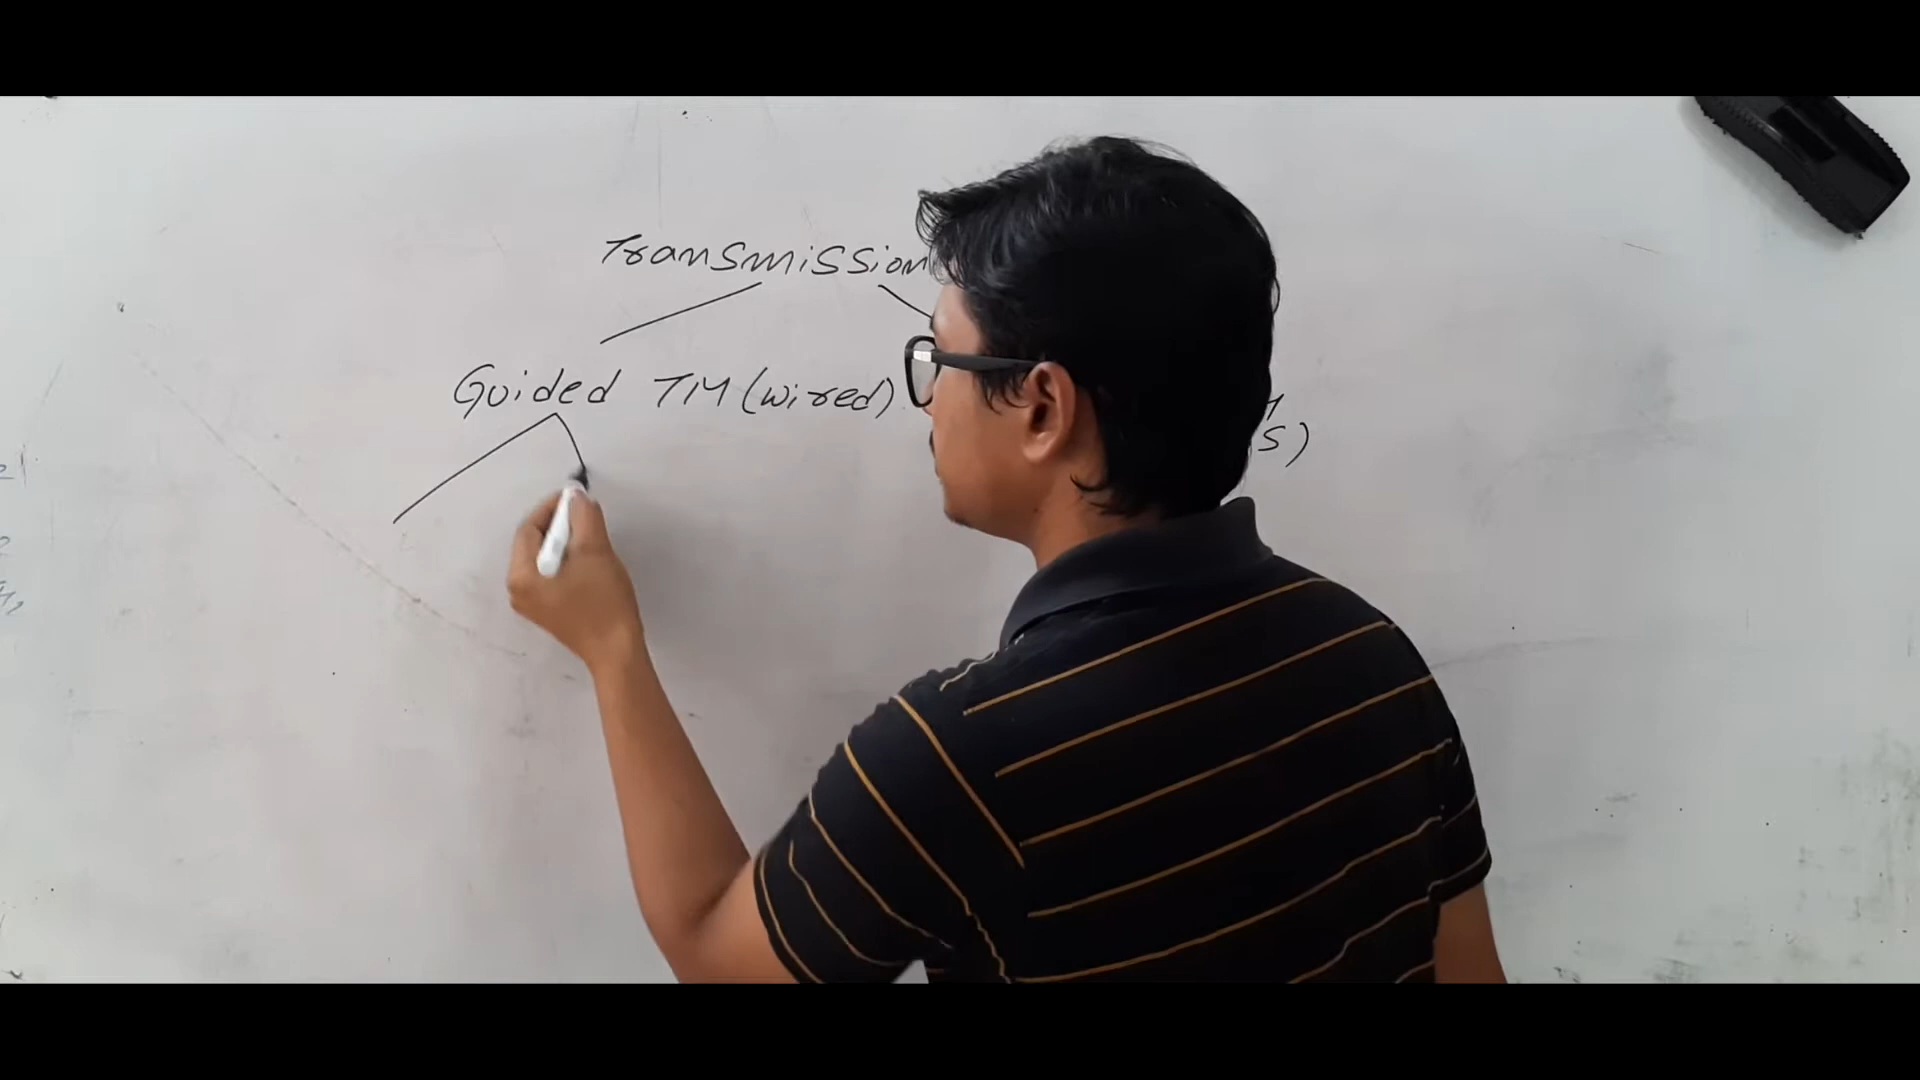 Transmission
Guided TM (wired)
s)